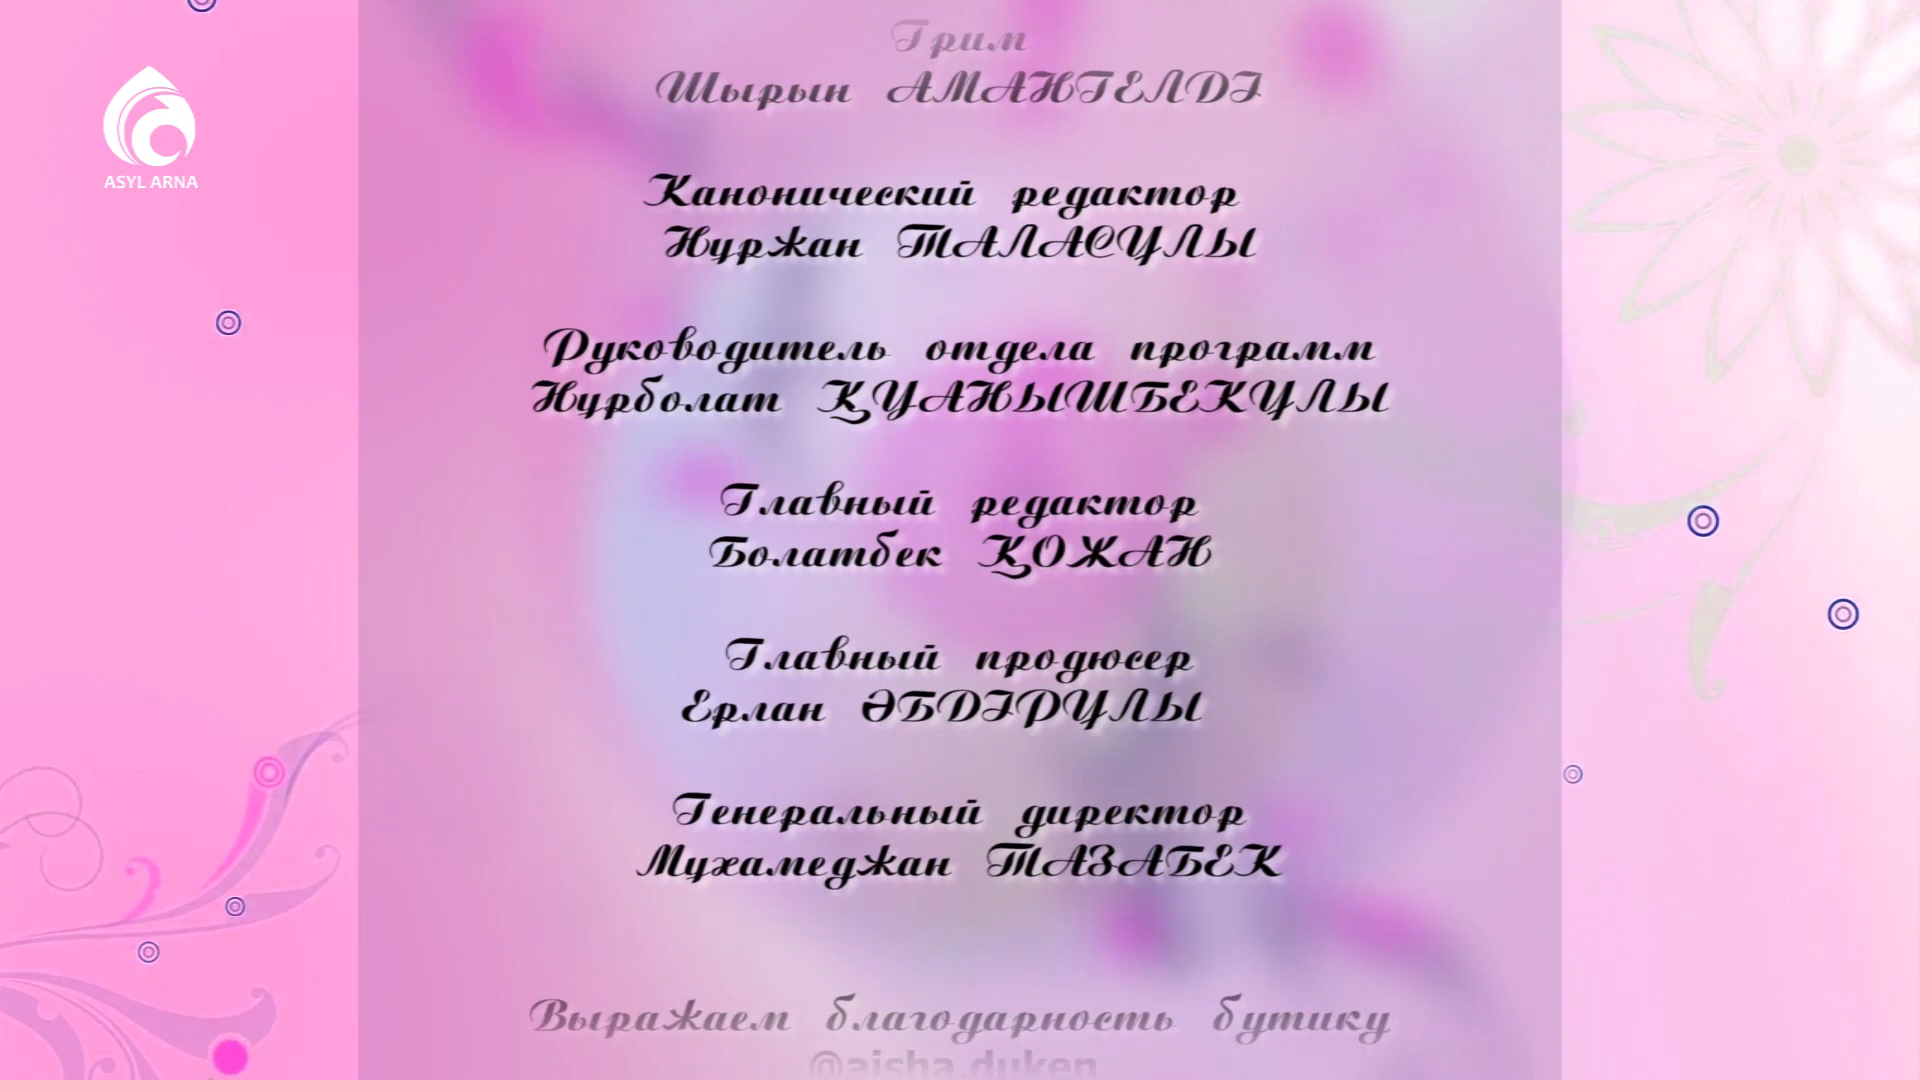 ASYL ARNA
Грим
Шырын АМАНГЕЛДІ
Канонический редактор
Нуржан ТАЛАСУЛЫ
Руководитель отдела программ
Нурболат ҚУАНЫШБЕКУЛЫ
Главный редактор
Болатбек ҚОЖАН
Главный продюсер
Ерлан ӘБДІРУЛЫ
Генеральный директор
Мухамеджан ТАЗАБЕК
Выражаем благодарность бутику
@aisha.duken